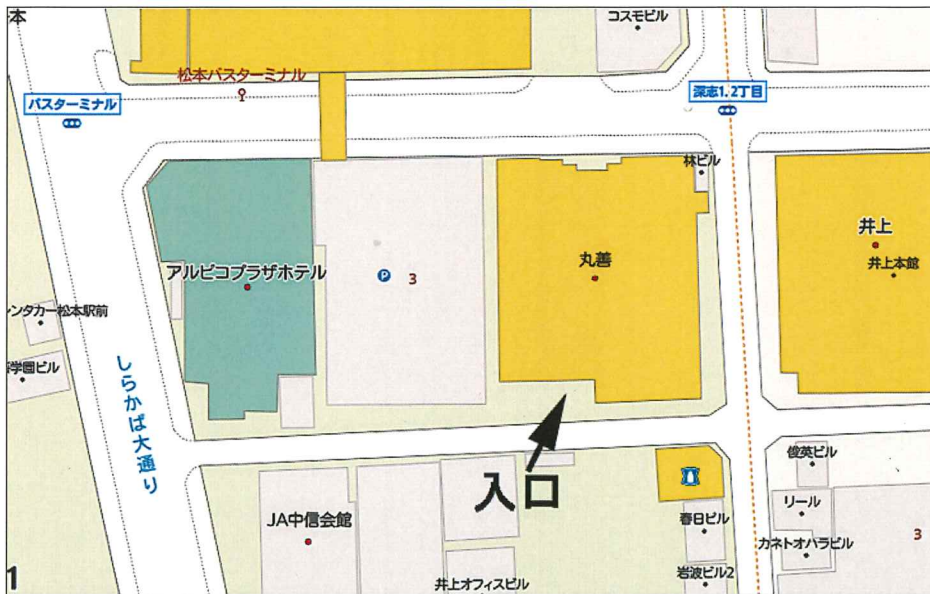 本
コスモビル
松本バスターミナル
バスターミナル
深志1,2丁目
林ビル
井上
丸善
アルピコプラザホテル
P
3
井上本館
ンタカー松本駅前
学園ビル
しらかば大通り
入口
俊英ビル
リール
JA中信会館
春日ビル
3
カネトオハラビル
1
井上オフィスビル
岩波ビル2